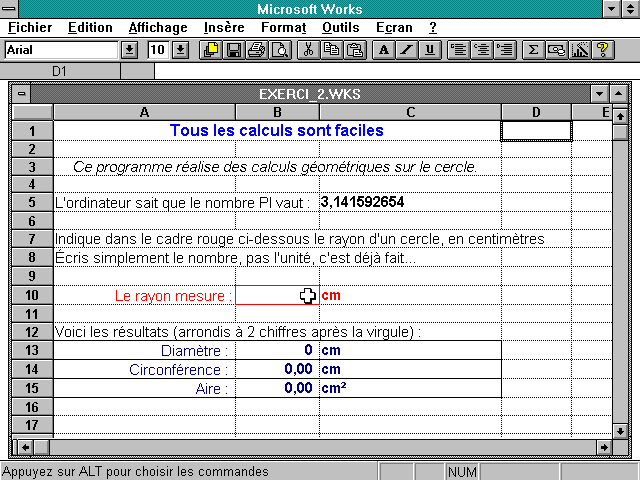 Microsoft Works
Fichier Edition Affichage Insère Format Outils Ecran ?
Arial 10 A I U Σ ?
D1
EXERCI_2.WKS
A B C D E
1 Tous les calculs sont faciles
2
3 Ce programme réalise des calculs géométriques sur le cercle.
4
5 L'ordinateur sait que le nombre PI vaut : 3,141592654
6
7 Indique dans le cadre rouge ci-dessous le rayon d'un cercle, en centimètres
8 Écris simplement le nombre, pas l'unité, c'est déjà fait...
9
10 Le rayon mesure : cm
11
12 Voici les résultats (arrondis à 2 chiffres après la virgule) :
13 Diamètre : 0 cm
14 Circonférence : 0,00 cm
15 Aire : 0,00 cm²
16
17
Appuyez sur ALT pour choisir les commandes NUM